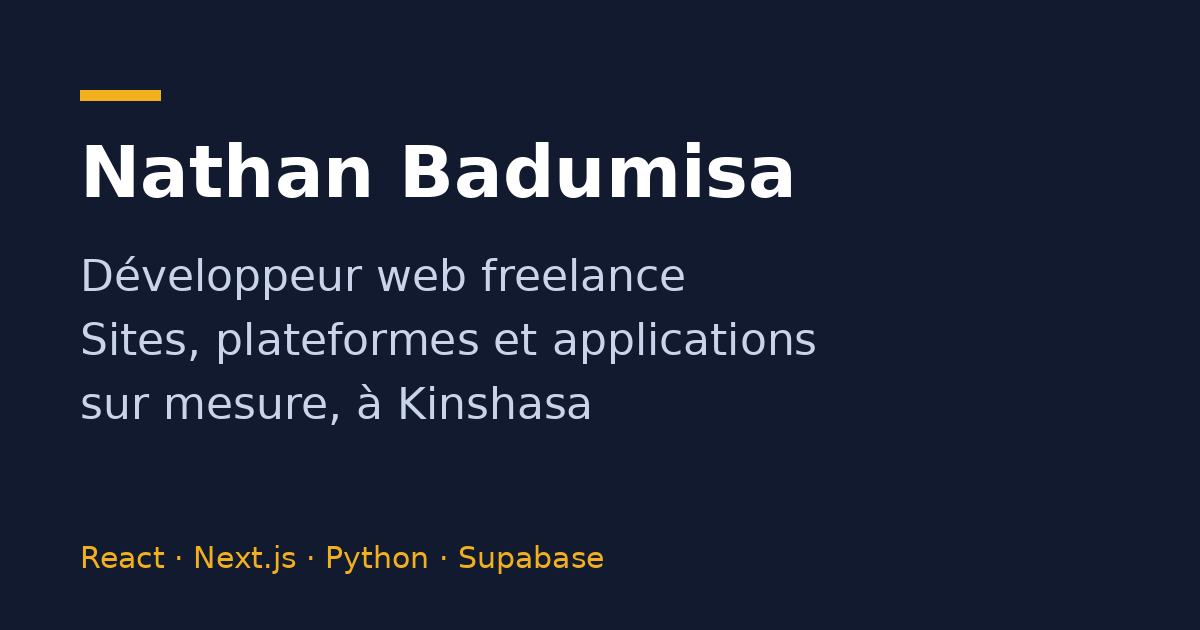 Nathan Badumisa
Développeur web freelance
Sites, plateformes et applications
sur mesure, à Kinshasa
React · Next.js · Python · Supabase